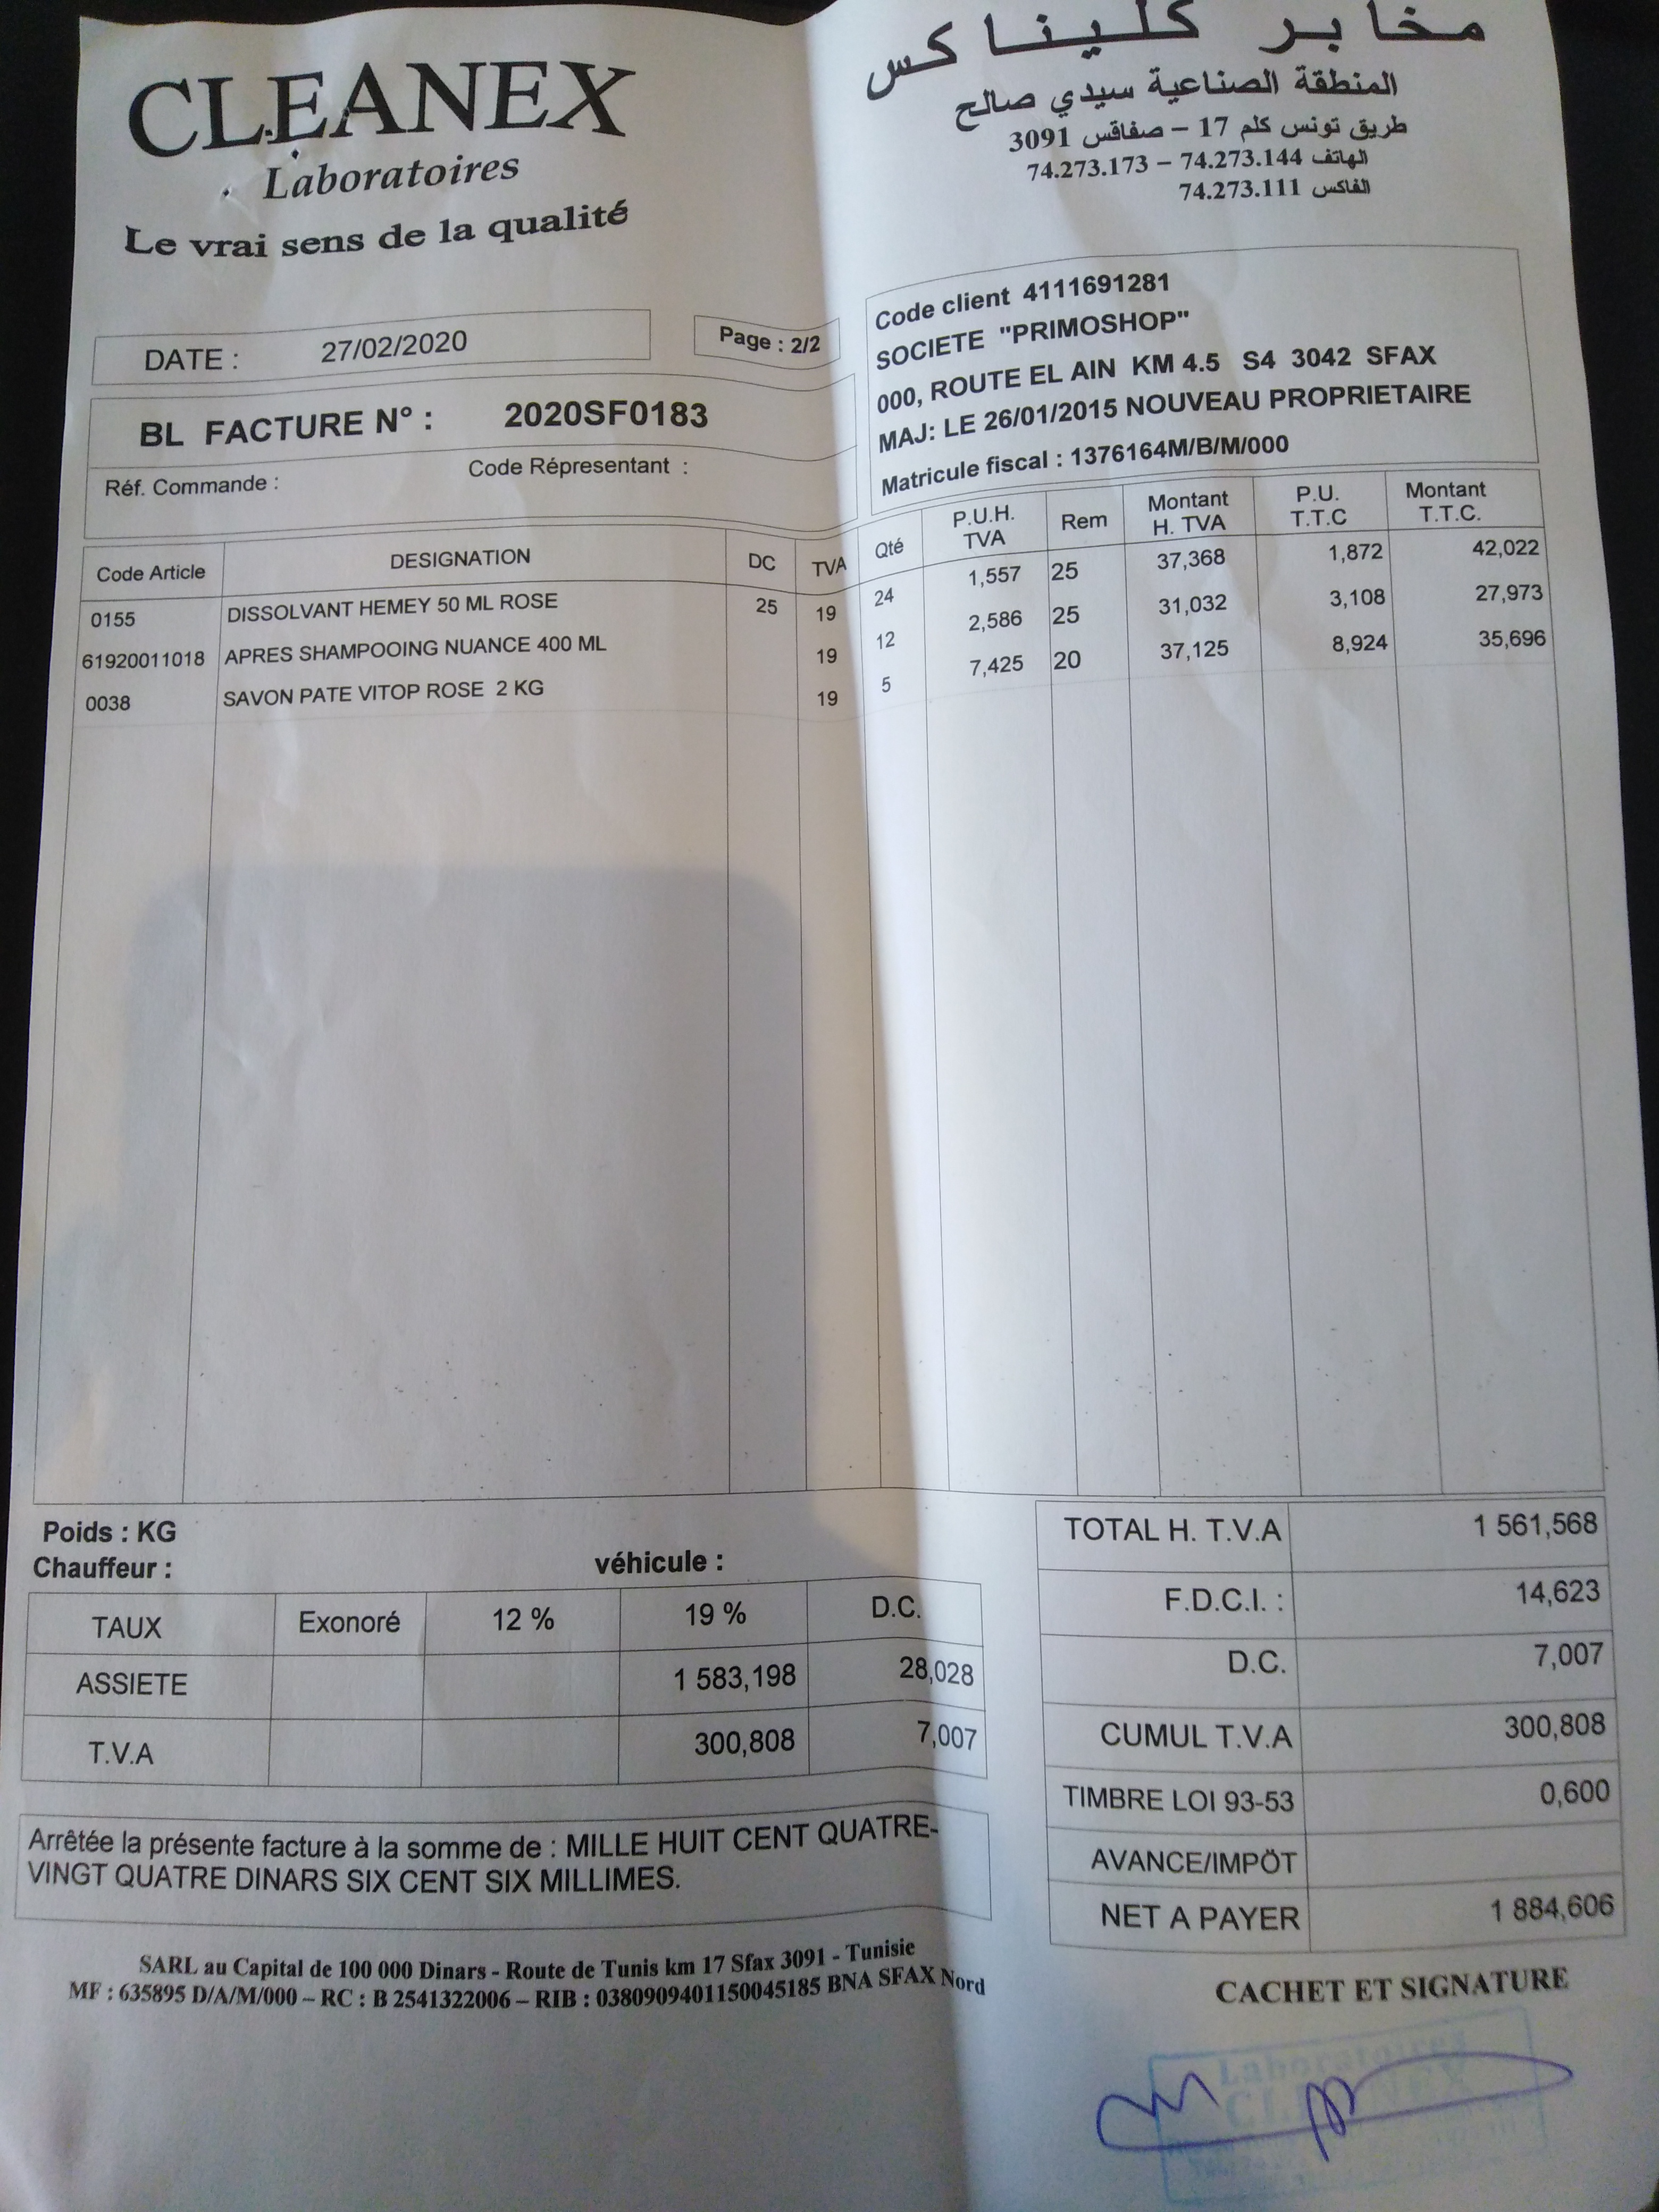 CLEANEX
Laboratoires
Le vrai sens de la qualité
مخابر كليناكس
المنطقة الصناعية سيدي صالح
طريق تونس كلم 17 – صفاقس 3091
الهاتف 74.273.144 – 74.273.173
الفاكس 74.273.111
DATE : 27/02/2020
Page : 2/2
BL FACTURE N° : 2020SF0183
Réf. Commande : Code Répresentant :
Code client 4111691281
SOCIETE "PRIMOSHOP"
000, ROUTE EL AIN KM 4.5 S4 3042 SFAX
MAJ: LE 26/01/2015 NOUVEAU PROPRIETAIRE
Matricule fiscal : 1376164M/B/M/000
Code Article DESIGNATION DC TVA Qté P.U.H. TVA Rem Montant H. TVA P.U. T.T.C Montant T.T.C.
0155 DISSOLVANT HEMEY 50 ML ROSE 25 19 24 1,557 25 37,368 1,872 42,022
61920011018 APRES SHAMPOOING NUANCE 400 ML 19 12 2,586 25 31,032 3,108 27,973
0038 SAVON PATE VITOP ROSE 2 KG 19 5 7,425 20 37,125 8,924 35,696
Poids : KG
Chauffeur : véhicule :
TAUX Exonoré 12 % 19 % D.C.
ASSIETE 1 583,198 28,028
T.V.A 300,808 7,007
TOTAL H. T.V.A 1 561,568
F.D.C.I. : 14,623
D.C. 7,007
CUMUL T.V.A 300,808
TIMBRE LOI 93-53 0,600
AVANCE/IMPÖT
NET A PAYER 1 884,606
Arrêtée la présente facture à la somme de : MILLE HUIT CENT QUATRE-
VINGT QUATRE DINARS SIX CENT SIX MILLIMES.
SARL au Capital de 100 000 Dinars - Route de Tunis km 17 Sfax 3091 - Tunisie
MF : 635895 D/A/M/000 – RC : B 2541322006 – RIB : 0380909401150045185 BNA SFAX Nord
CACHET ET SIGNATURE
Laboratoires
CLEANEX